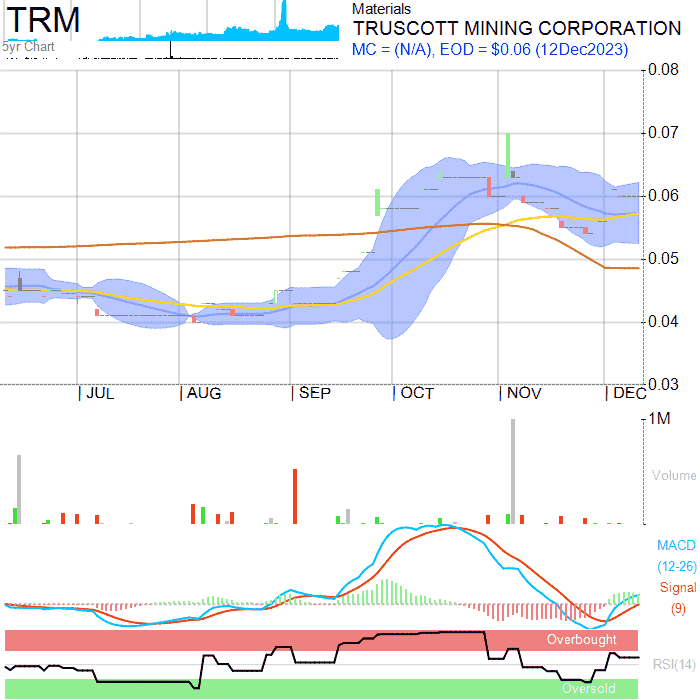 TRM
5yr Chart
Materials
TRUSCOTT MINING CORPORATION
MC = (N/A), EOD = $0.06 (12Dec2023)
0.08
0.07
0.06
0.05
0.04
0.03
JUL
AUG
SEP
OCT
NOV
DEC
1M
Volume
MACD
(12-26)
Signal
(9)
Overbought
RSI(14)
Oversold